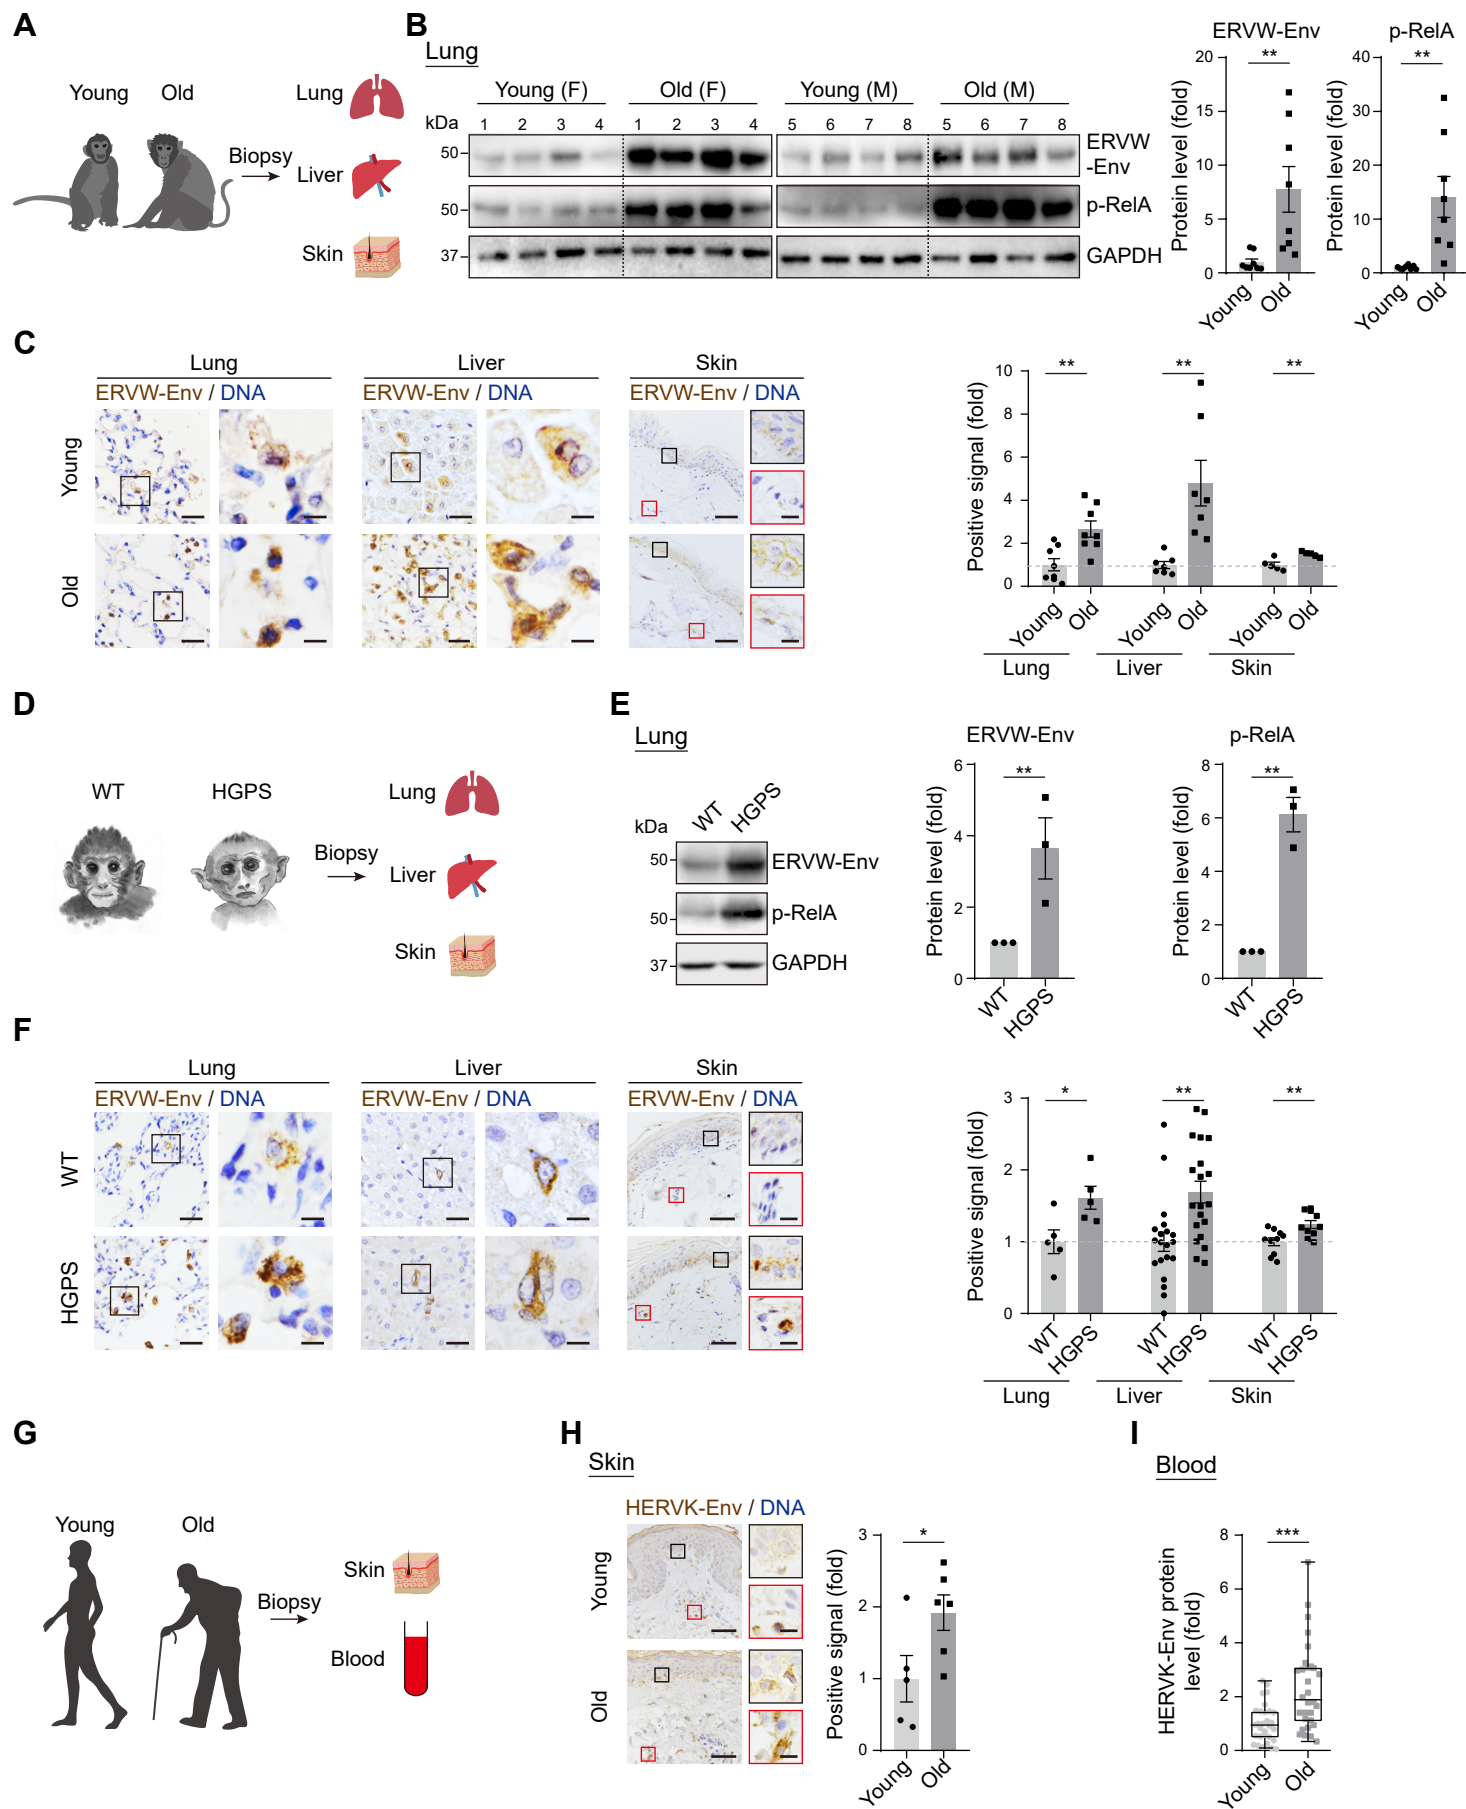 A
Young Old
Biopsy
Lung
Liver
Skin
B
Lung
Young (F) Old (F) Young (M) Old (M)
kDa 1 2 3 4 1 2 3 4 5 6 7 8 5 6 7 8
50 ERVW-Env
50 p-RelA
37 GAPDH
ERVW-Env
**
Protein level (fold)
20
15
10
5
0
Young Old
p-RelA
**
Protein level (fold)
40
30
20
10
0
Young Old
C
Lung Liver Skin
ERVW-Env / DNA ERVW-Env / DNA ERVW-Env / DNA
Young
Old
Positive signal (fold)
** ** **
10
8
6
4
2
0
Young Old Young Old Young Old
Lung Liver Skin
D
WT HGPS
Biopsy
Lung
Liver
Skin
E
Lung
WT HGPS
kDa
50 ERVW-Env
50 p-RelA
37 GAPDH
ERVW-Env
**
Protein level (fold)
6
4
2
0
WT HGPS
p-RelA
**
Protein level (fold)
8
6
4
2
0
WT HGPS
F
Lung Liver Skin
ERVW-Env / DNA ERVW-Env / DNA ERVW-Env / DNA
WT
HGPS
Positive signal (fold)
* ** **
3
2
1
0
WT HGPS WT HGPS WT HGPS
Lung Liver Skin
G
Young Old
Biopsy
Skin
Blood
H
Skin
HERVK-Env / DNA
Young
Old
Positive signal (fold)
*
3
2
1
0
Young Old
I
Blood
HERVK-Env protein
level (fold)
***
8
6
4
2
0
Young Old